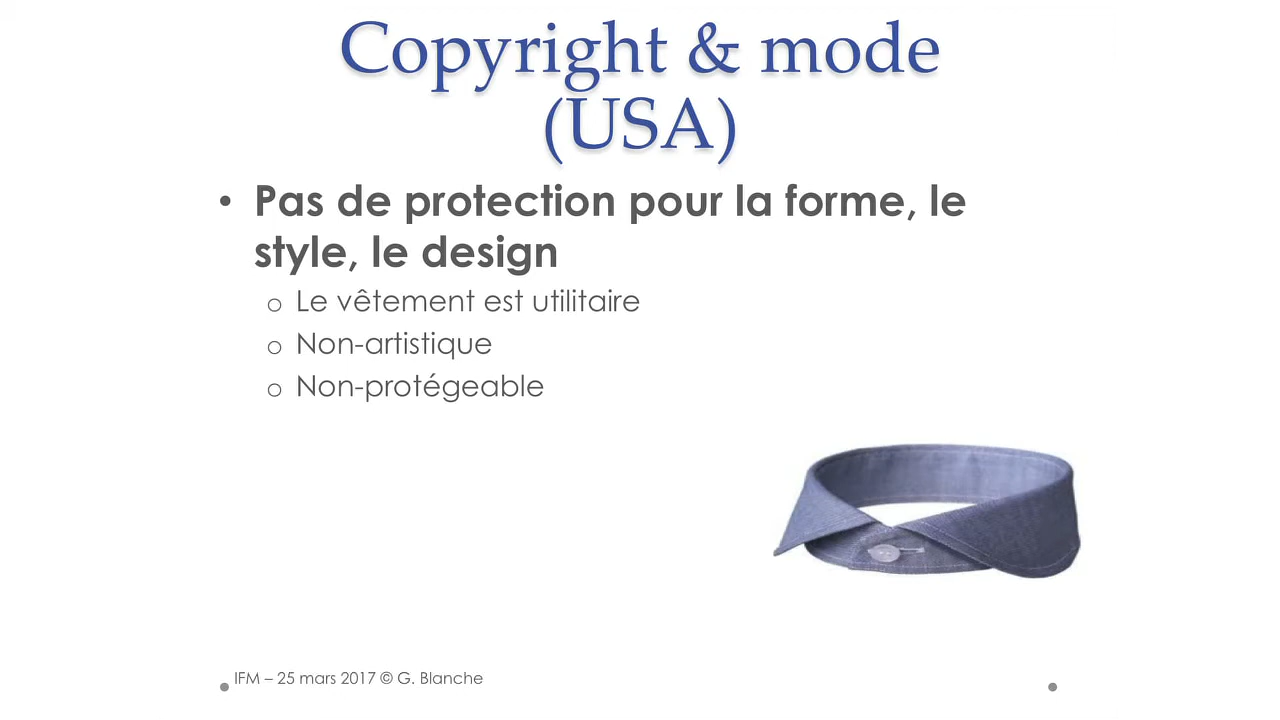 Copyright & mode
(USA)
• Pas de protection pour la forme, le
style, le design
o Le vêtement est utilitaire
o Non-artistique
o Non-protégeable
IFM – 25 mars 2017 © G. Blanche